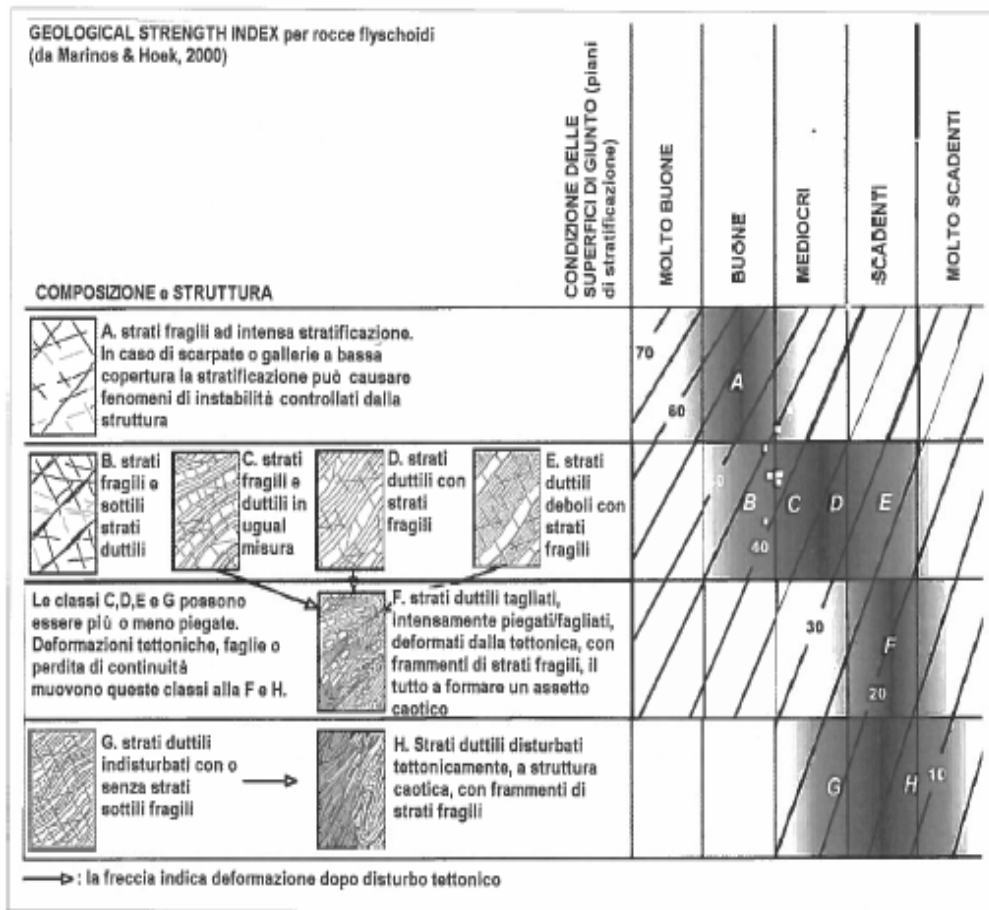 GEOLOGICAL STRENGTH INDEX per rocce flyschoidi
(da Marinos & Hoek, 2000)
CONDIZIONE DELLE
SUPERFICI DI GIUNTO (piani
di stratificazione)
MOLTO BUONE
BUONE
MEDIOCRI
SCADENTI
MOLTO SCADENTI
COMPOSIZIONE e STRUTTURA
A. strati fragili ad intensa stratificazione.
In caso di scarpate o gallerie a bassa
copertura la stratificazione può causare
fenomeni di instabilità controllati dalla
struttura
70
60
A
B. strati
fragili e
sottili
strati
duttili
C. strati
fragili e
duttili in
ugual
misura
D. strati
duttili con
strati
fragili
E. strati
duttili
deboli con
strati
fragili
B
C
D
E
40
Le classi C,D,E e G possono
essere più o meno piegate.
Deformazioni tettoniche, faglie o
perdita di continuità
muovono queste classi alla F e H.
F. strati duttili tagliati,
intensamente piegati/fagliati,
deformati dalla tettonica, con
frammenti di strati fragili, il
tutto a formare un assetto
caotico
30
F
20
G. strati duttili
indisturbati con o
senza strati
sottili fragili
H. Strati duttili disturbati
tettonicamente, a struttura
caotica, con frammenti di
strati fragili
G
H
10
: la freccia indica deformazione dopo disturbo tettonico